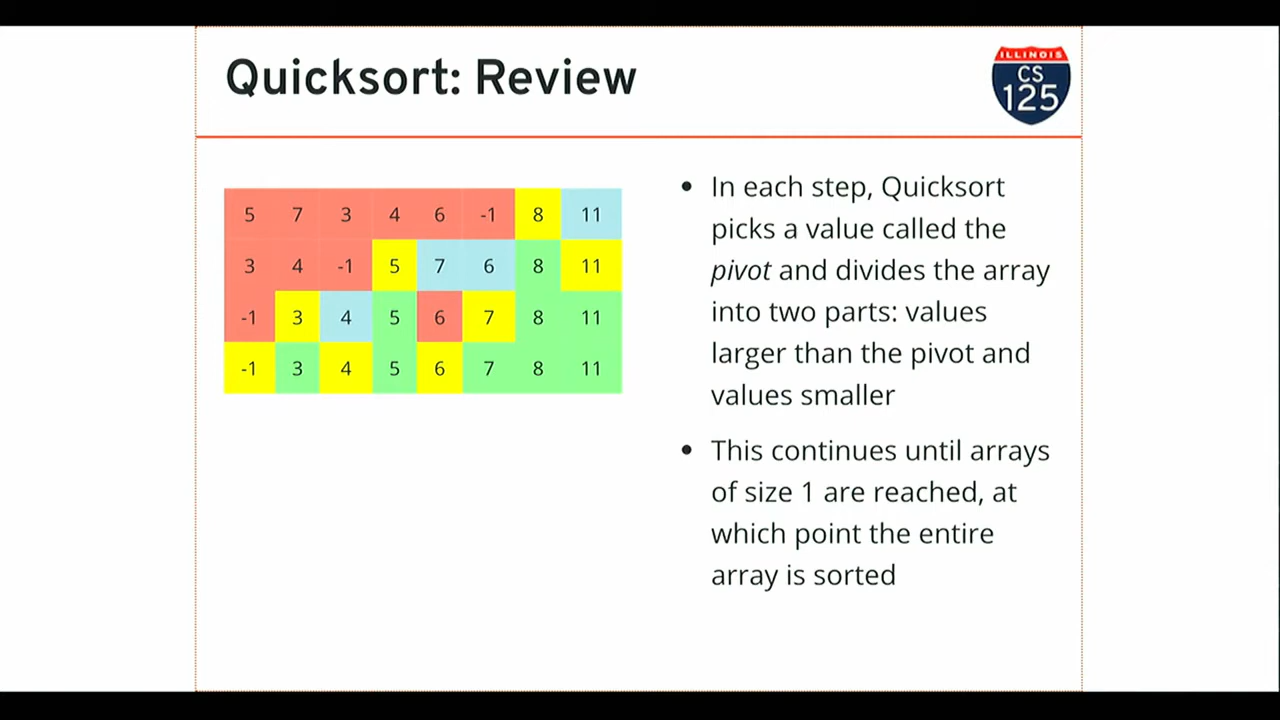 Quicksort: Review
ILLINOIS
CS
125
5 7 3 4 6 -1 8 11
3 4 -1 5 7 6 8 11
-1 3 4 5 6 7 8 11
-1 3 4 5 6 7 8 11
• In each step, Quicksort
picks a value called the
pivot and divides the array
into two parts: values
larger than the pivot and
values smaller
• This continues until arrays
of size 1 are reached, at
which point the entire
array is sorted